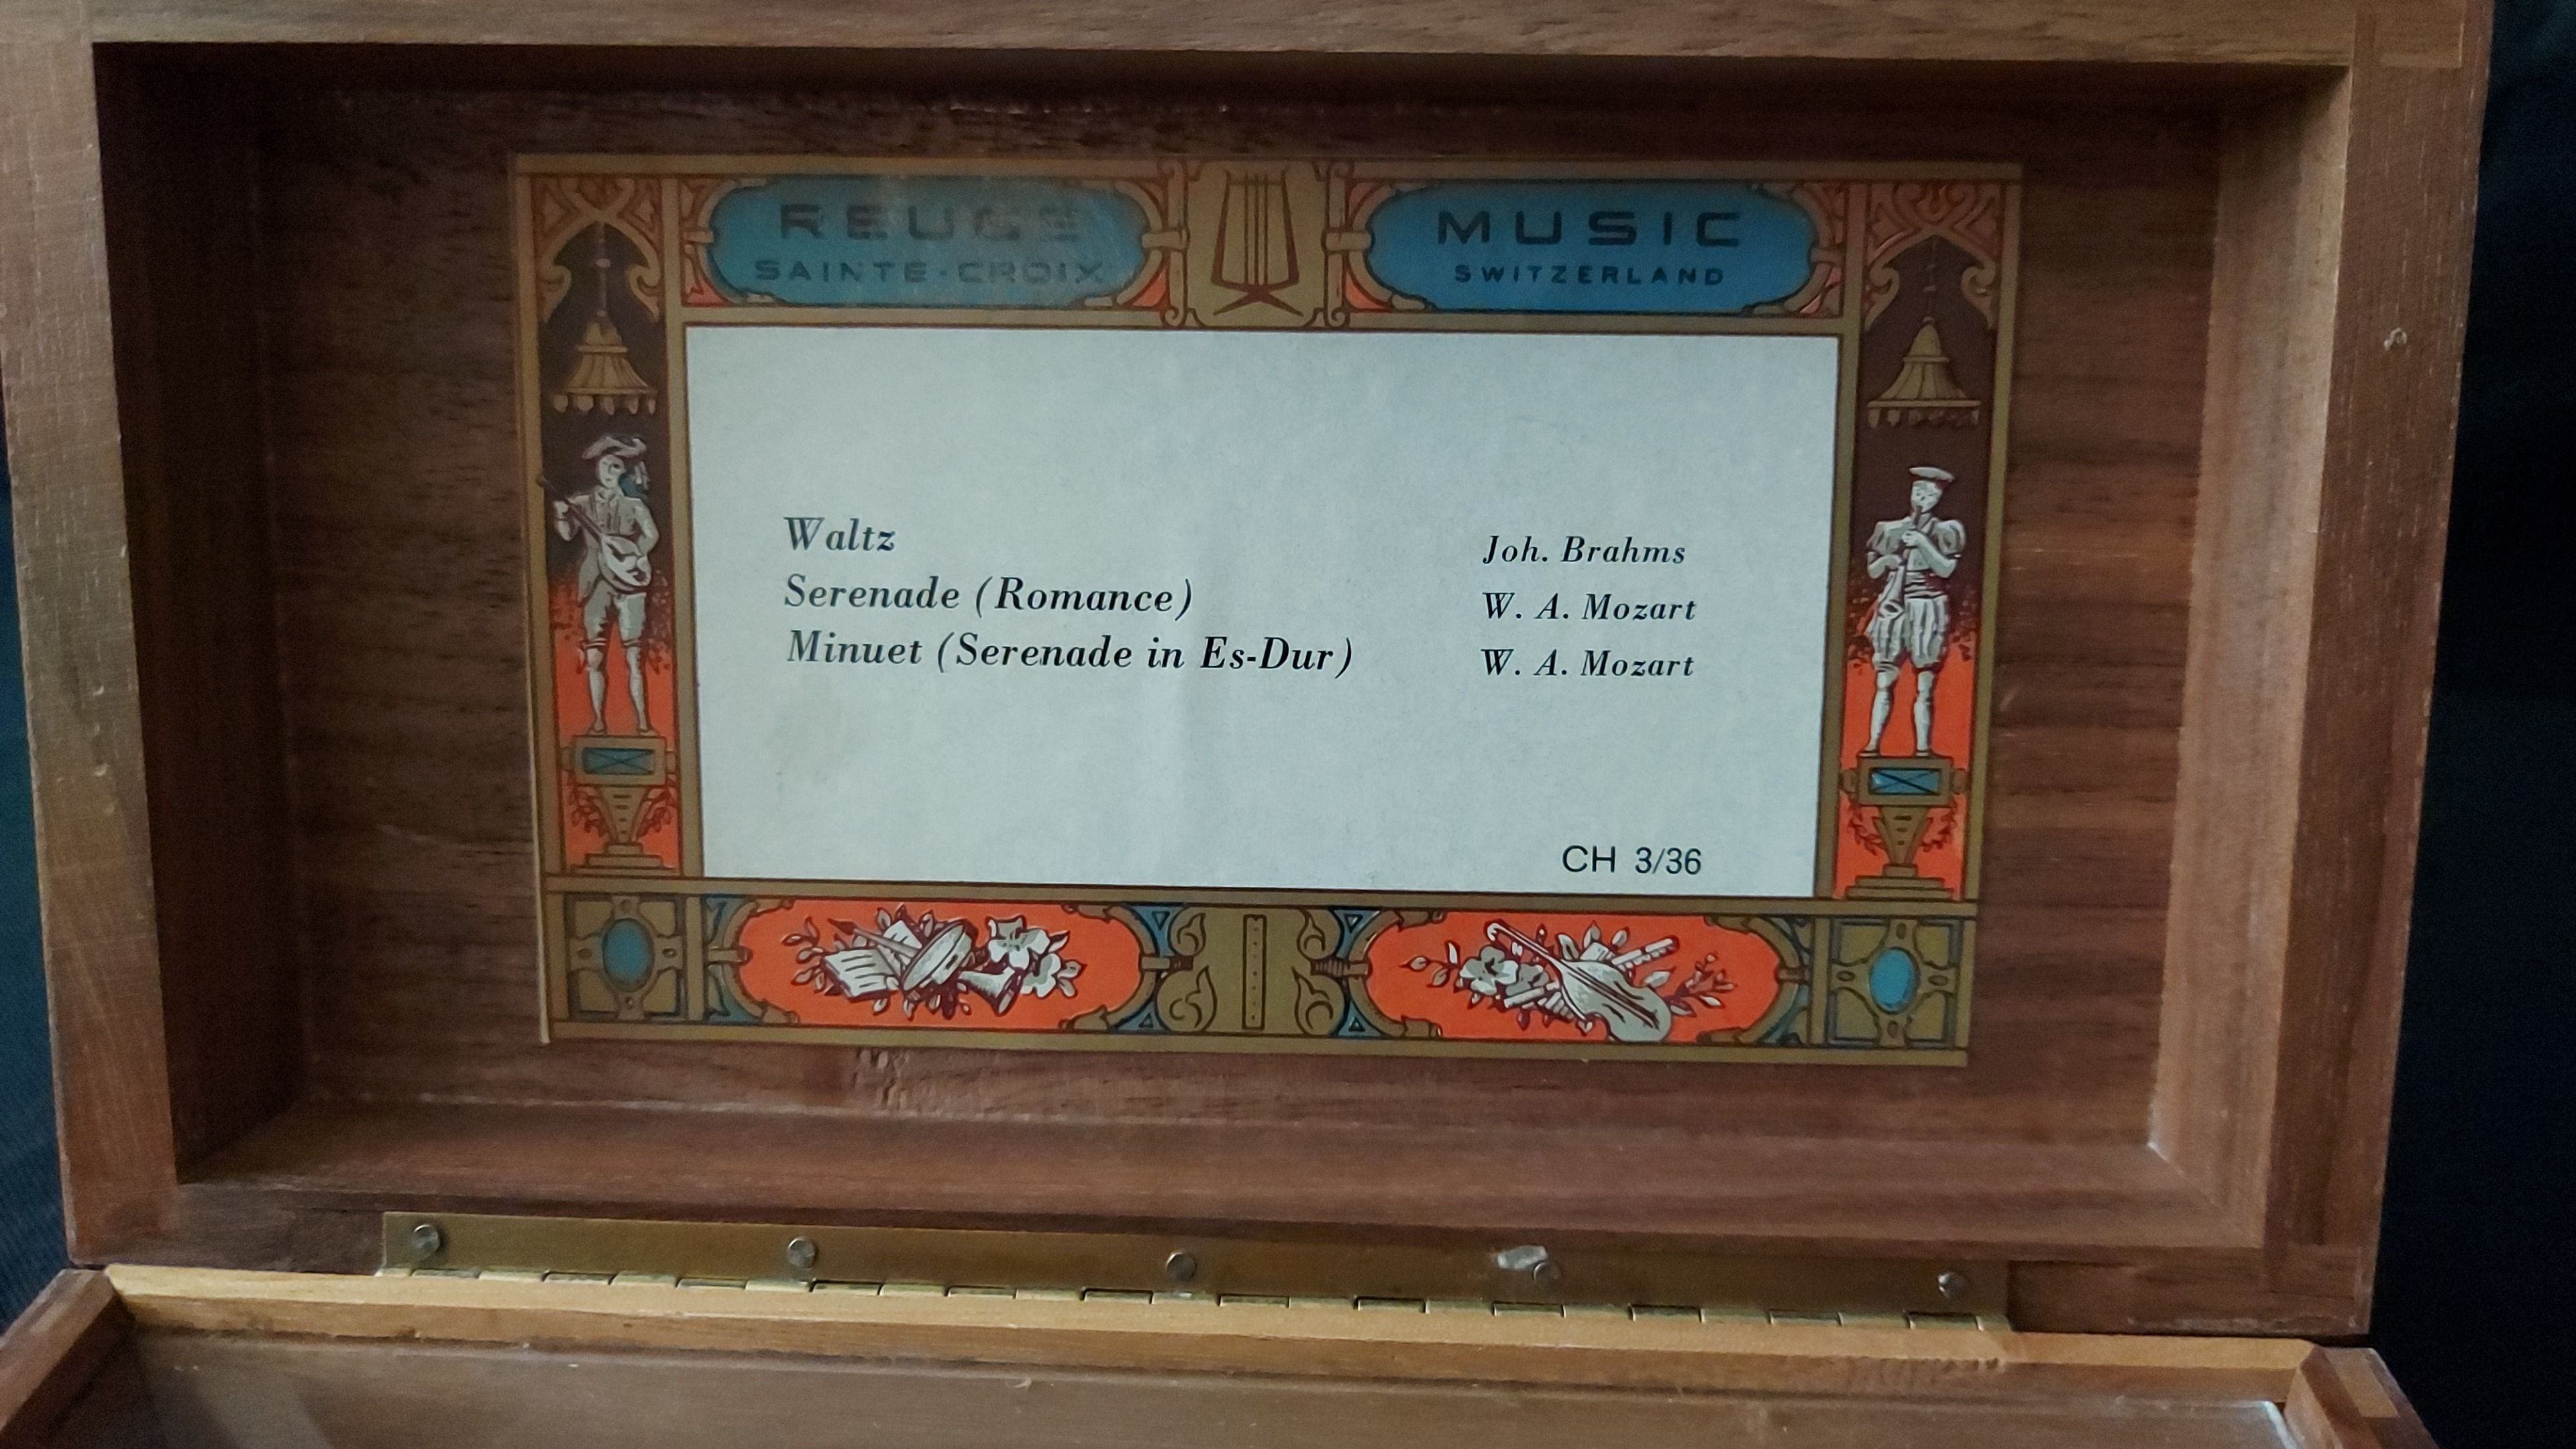 REUGE MUSIC
SAINTE-CROIX SWITZERLAND
Waltz Joh. Brahms
Serenade (Romance) W. A. Mozart
Minuet (Serenade in Es-Dur) W. A. Mozart
CH 3/36